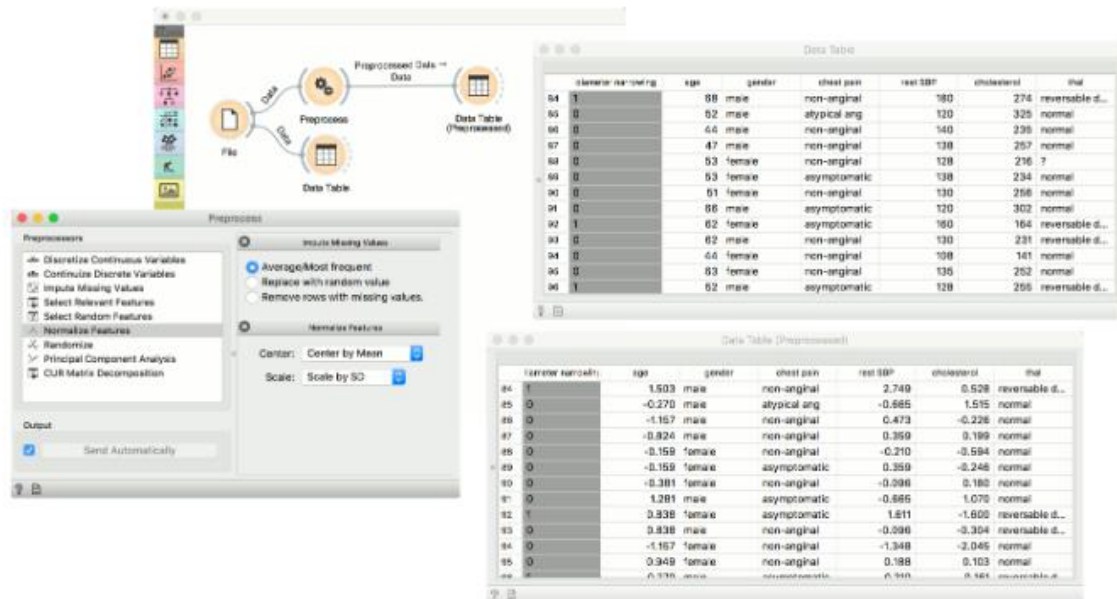 Data
Preprocessed Data → Data
Preprocess
Data Table (Preprocessed)
File
Data
Data Table
Preprocess
Preprocessors
Discretize Continuous Variables
Continuize Discrete Variables
Impute Missing Values
Select Relevant Features
Select Random Features
Normalize Features
Randomize
Principal Component Analysis
CUR Matrix Decomposition
Output
Send Automatically
Impute Missing Values
Average/Most frequent
Replace with random value
Remove rows with missing values.
Normalize Features
Center: Center by Mean
Scale: Scale by SD
Data Table
diameter narrowing age gender chest pain rest SBP cholesterol thal
84 1 68 male non-anginal 180 274 reversable d...
85 0 52 male atypical ang 120 325 normal
86 0 44 male non-anginal 140 235 normal
87 0 47 male non-anginal 138 257 normal
88 0 53 female non-anginal 128 216 ?
89 0 53 female asymptomatic 138 234 normal
90 0 51 female non-anginal 130 256 normal
91 0 66 male asymptomatic 120 302 normal
92 1 62 female asymptomatic 160 164 reversable d...
93 0 62 male non-anginal 130 231 reversable d...
94 0 44 female non-anginal 108 141 normal
95 0 63 female non-anginal 135 252 normal
96 1 52 male asymptomatic 128 255 reversable d...
Data Table (Preprocessed)
diameter narrowing age gender chest pain rest SBP cholesterol thal
84 1 1.503 male non-anginal 2.749 0.528 reversable d...
85 0 -0.270 male atypical ang -0.665 1.515 normal
86 0 -1.157 male non-anginal 0.473 -0.226 normal
87 0 -0.824 male non-anginal 0.359 0.199 normal
88 0 -0.159 female non-anginal -0.210 -0.594 normal
89 0 -0.159 female asymptomatic 0.359 -0.246 normal
90 0 -0.381 female non-anginal -0.096 0.180 normal
91 0 1.281 male asymptomatic -0.665 1.070 normal
92 1 0.838 female asymptomatic 1.611 -1.600 reversable d...
93 0 0.838 male non-anginal -0.096 -0.304 reversable d...
94 0 -1.157 female non-anginal -1.348 -2.045 normal
95 0 0.949 female non-anginal 0.188 0.103 normal